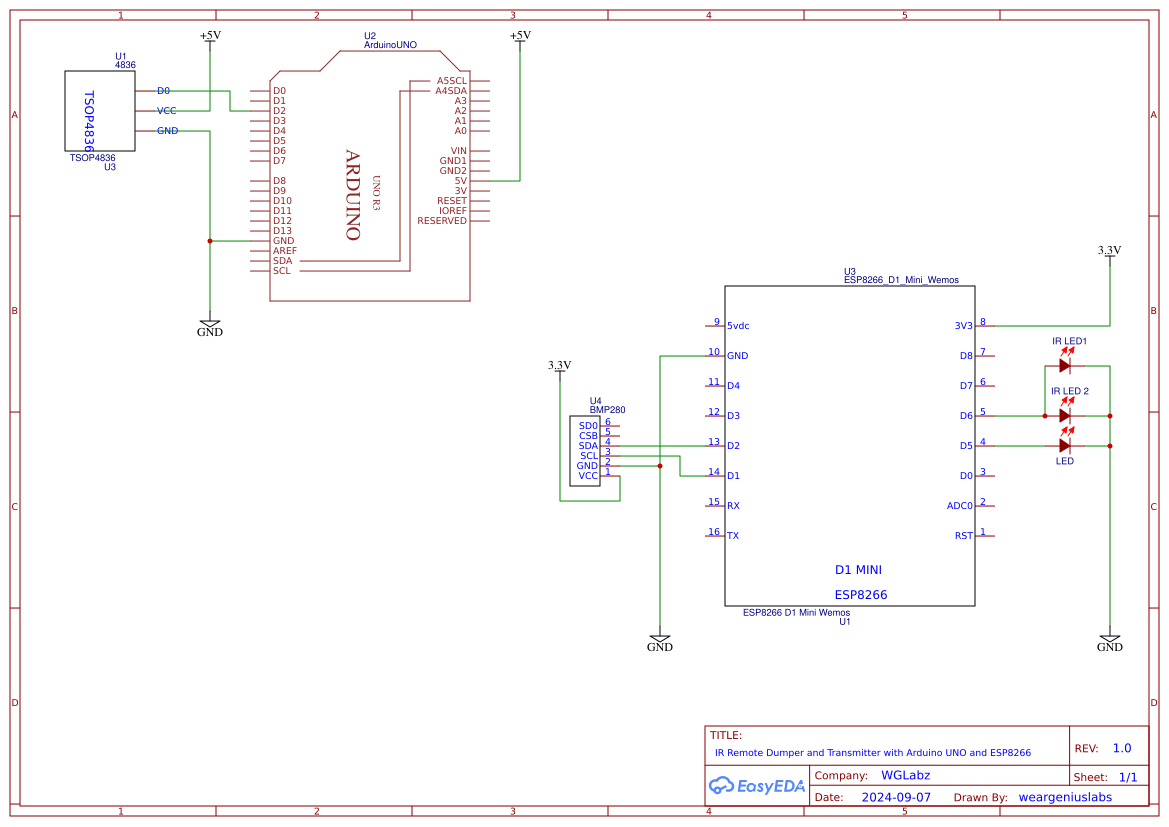 1 2 3 4 5
A
B
C
D
A
B
C
D
+5V
U1
4836
TSOP4836
D0
VCC
GND
TSOP4836
U3
GND
U2
ArduinoUNO
+5V
D0
D1
D2
D3
D4
D5
D6
D7
D8
D9
D10
D11
D12
D13
GND
AREF
SDA
SCL
ARDUINO
UNO R3
A5SCL
A4SDA
A3
A2
A1
A0
VIN
GND1
GND2
5V
3V
RESET
IOREF
RESERVED
3.3V
U4
BMP280
SD0 6
CSB 5
SDA 4
SCL 3
GND 2
VCC 1
GND
U3
ESP8266_D1_Mini_Wemos
9 5vdc
10 GND
11 D4
12 D3
13 D2
14 D1
15 RX
16 TX
3V3 8
D8 7
D7 6
D6 5
D5 4
D0 3
ADC0 2
RST 1
D1 MINI
ESP8266
ESP8266 D1 Mini Wemos
U1
3.3V
IR LED1
IR LED 2
LED
GND
TITLE:
IR Remote Dumper and Transmitter with Arduino UNO and ESP8266
REV: 1.0
EasyEDA
Company: WGLabz
Sheet: 1/1
Date: 2024-09-07 Drawn By: weargeniuslabs
1 2 3 4 5